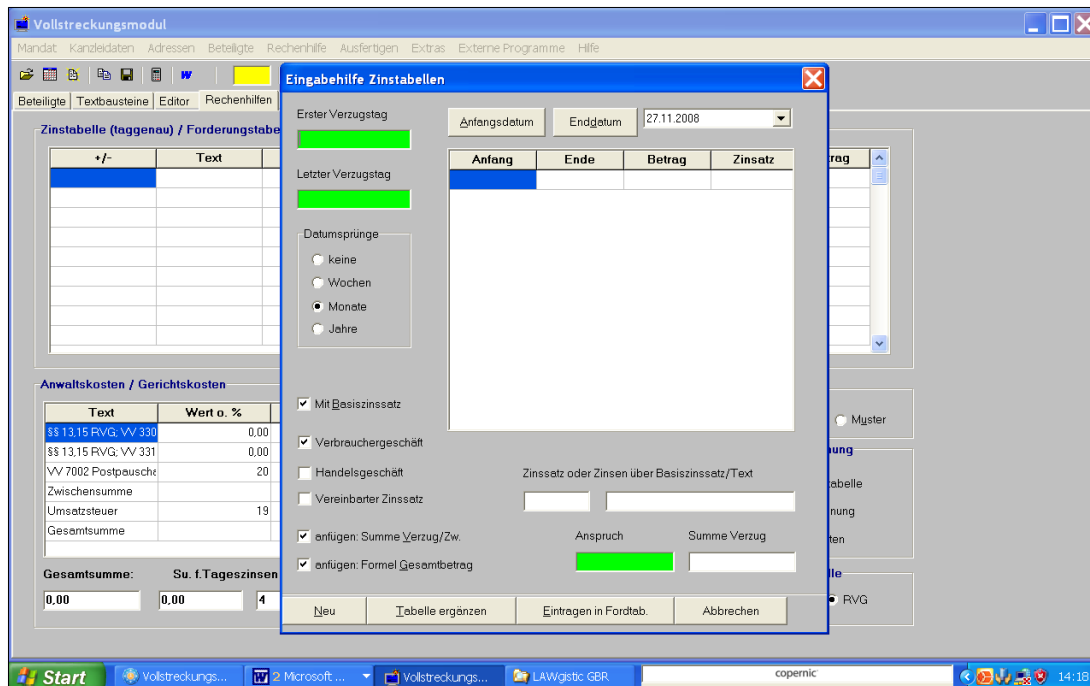 Vollstreckungsmodul
Mandat Kanzleidaten Adressen Beteiligte Rechenhilfe Ausfertigen Extras Externe Programme Hilfe
W
Beteiligte Textbausteine Editor Rechenhilfen
Zinstabelle (taggenau) / Forderungstabe
+/- Text
rag
Anwaltskosten / Gerichtskosten
Text Wert o. %
§§ 13,15 RVG; VV 330 0,00
§§ 13,15 RVG; VV 331 0,00
VV 7002 Postpausche 20
Zwischensumme
Umsatzsteuer 19
Gesamtsumme
Gesamtsumme: Su. f.Tageszinsen
0,00 0,00 4
Muster
nung
abelle
nung
ten
lle
RVG
Eingabehilfe Zinstabellen
Erster Verzugstag
Anfangsdatum Enddatum 27.11.2008
Anfang Ende Betrag Zinsatz
Letzter Verzugstag
Datumsprünge
keine
Wochen
Monate
Jahre
Mit Basiszinssatz
Verbrauchergeschäft
Handelsgeschäft
Vereinbarter Zinssatz
Zinssatz oder Zinsen über Basiszinssatz/Text
anfügen: Summe Verzug/Zw.
anfügen: Formel Gesamtbetrag
Anspruch Summe Verzug
Neu Tabelle ergänzen Eintragen in Fordtab. Abbrechen
Start Vollstreckungs... 2 Microsoft ... Vollstreckungs... LAWgistic GBR copernic